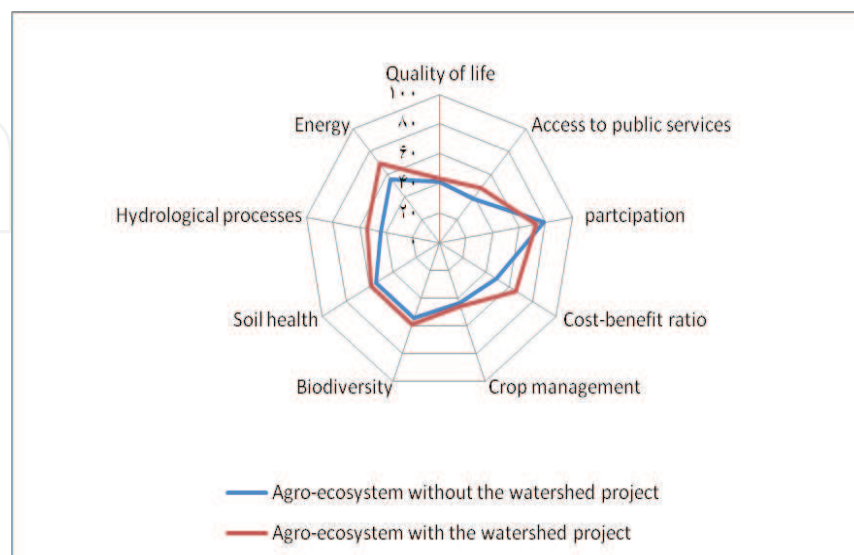 Quality of life
۱۰۰
Energy
۸۰
Access to public services
۶۰
۴۰
Hydrological processes
۲۰
partcipation
۰
Soil health
Cost-benefit ratio
Biodiversity
Crop management
Agro-ecosystem without the watershed project
Agro-ecosystem with the watershed project